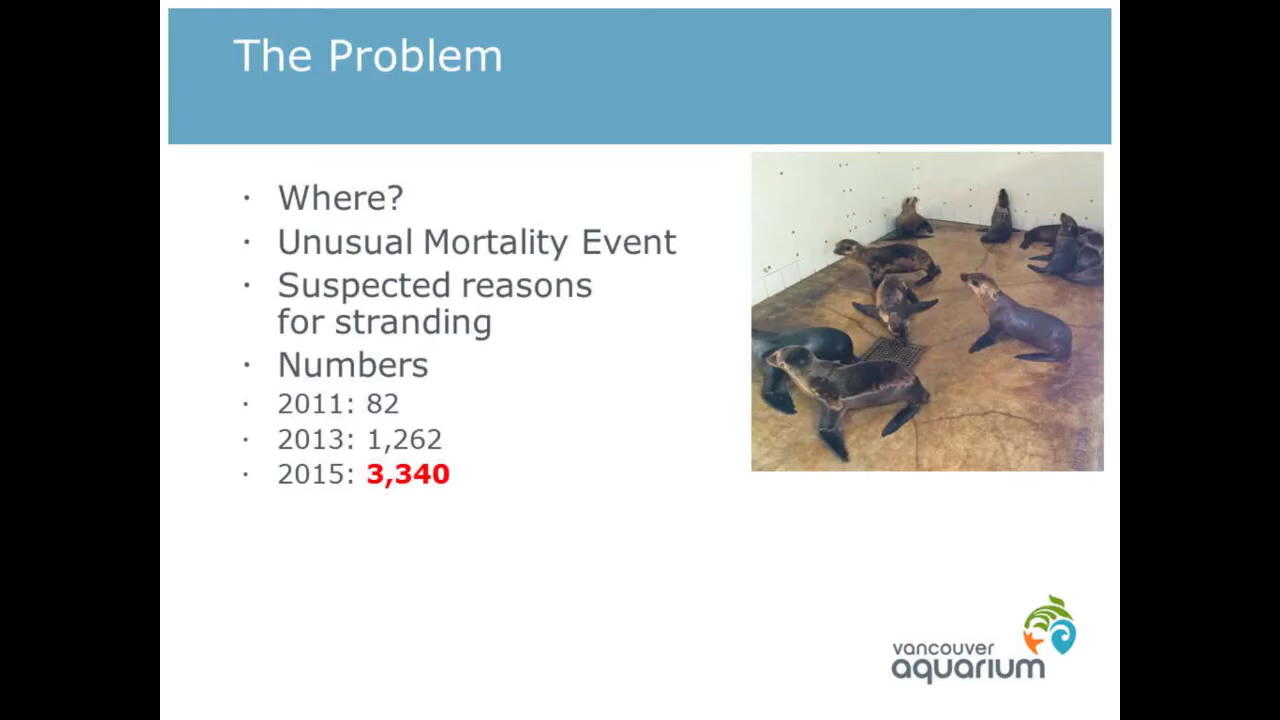 The Problem
· Where?
· Unusual Mortality Event
· Suspected reasons
for stranding
· Numbers
· 2011: 82
· 2013: 1,262
· 2015: 3,340
vancouver
aquarium